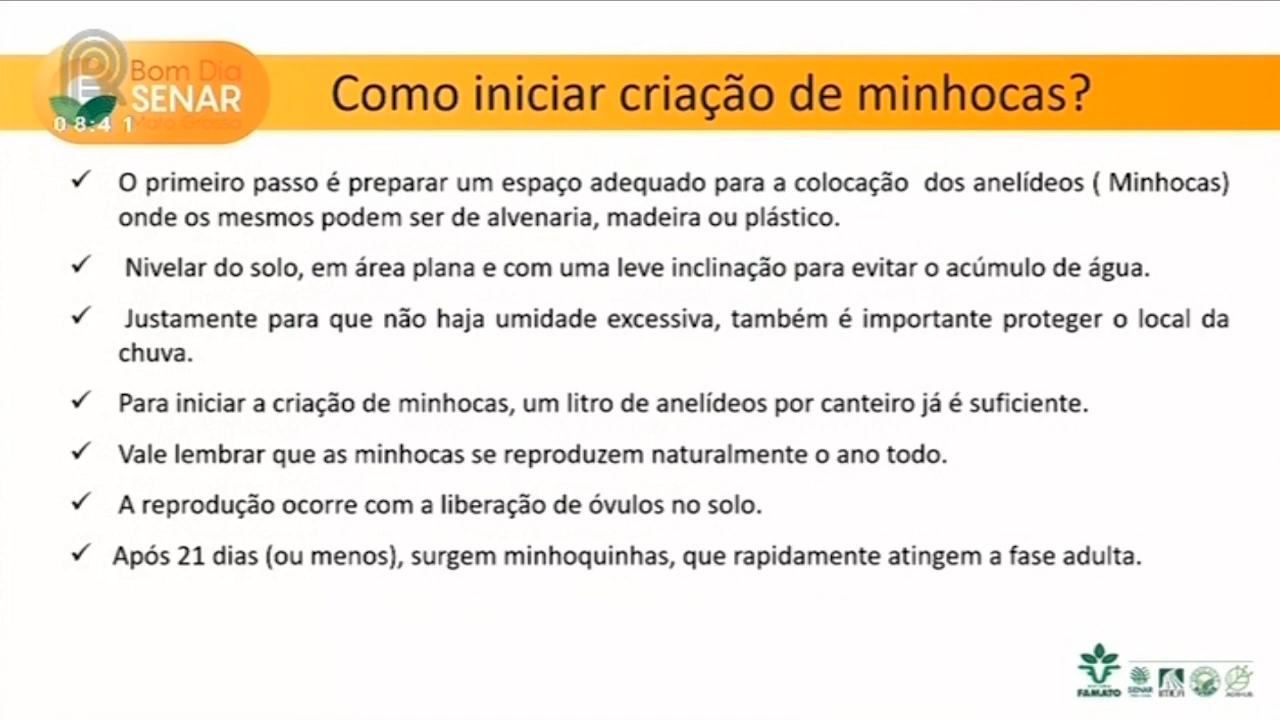 Bom Dia
SENAR
Mato Grosso
08:41
Como iniciar criação de minhocas?
✓ O primeiro passo é preparar um espaço adequado para a colocação dos anelídeos ( Minhocas)
onde os mesmos podem ser de alvenaria, madeira ou plástico.
✓ Nivelar do solo, em área plana e com uma leve inclinação para evitar o acúmulo de água.
✓ Justamente para que não haja umidade excessiva, também é importante proteger o local da
chuva.
✓ Para iniciar a criação de minhocas, um litro de anelídeos por canteiro já é suficiente.
✓ Vale lembrar que as minhocas se reproduzem naturalmente o ano todo.
✓ A reprodução ocorre com a liberação de óvulos no solo.
✓ Após 21 dias (ou menos), surgem minhoquinhas, que rapidamente atingem a fase adulta.
FAMATO
SENAR
IMEA